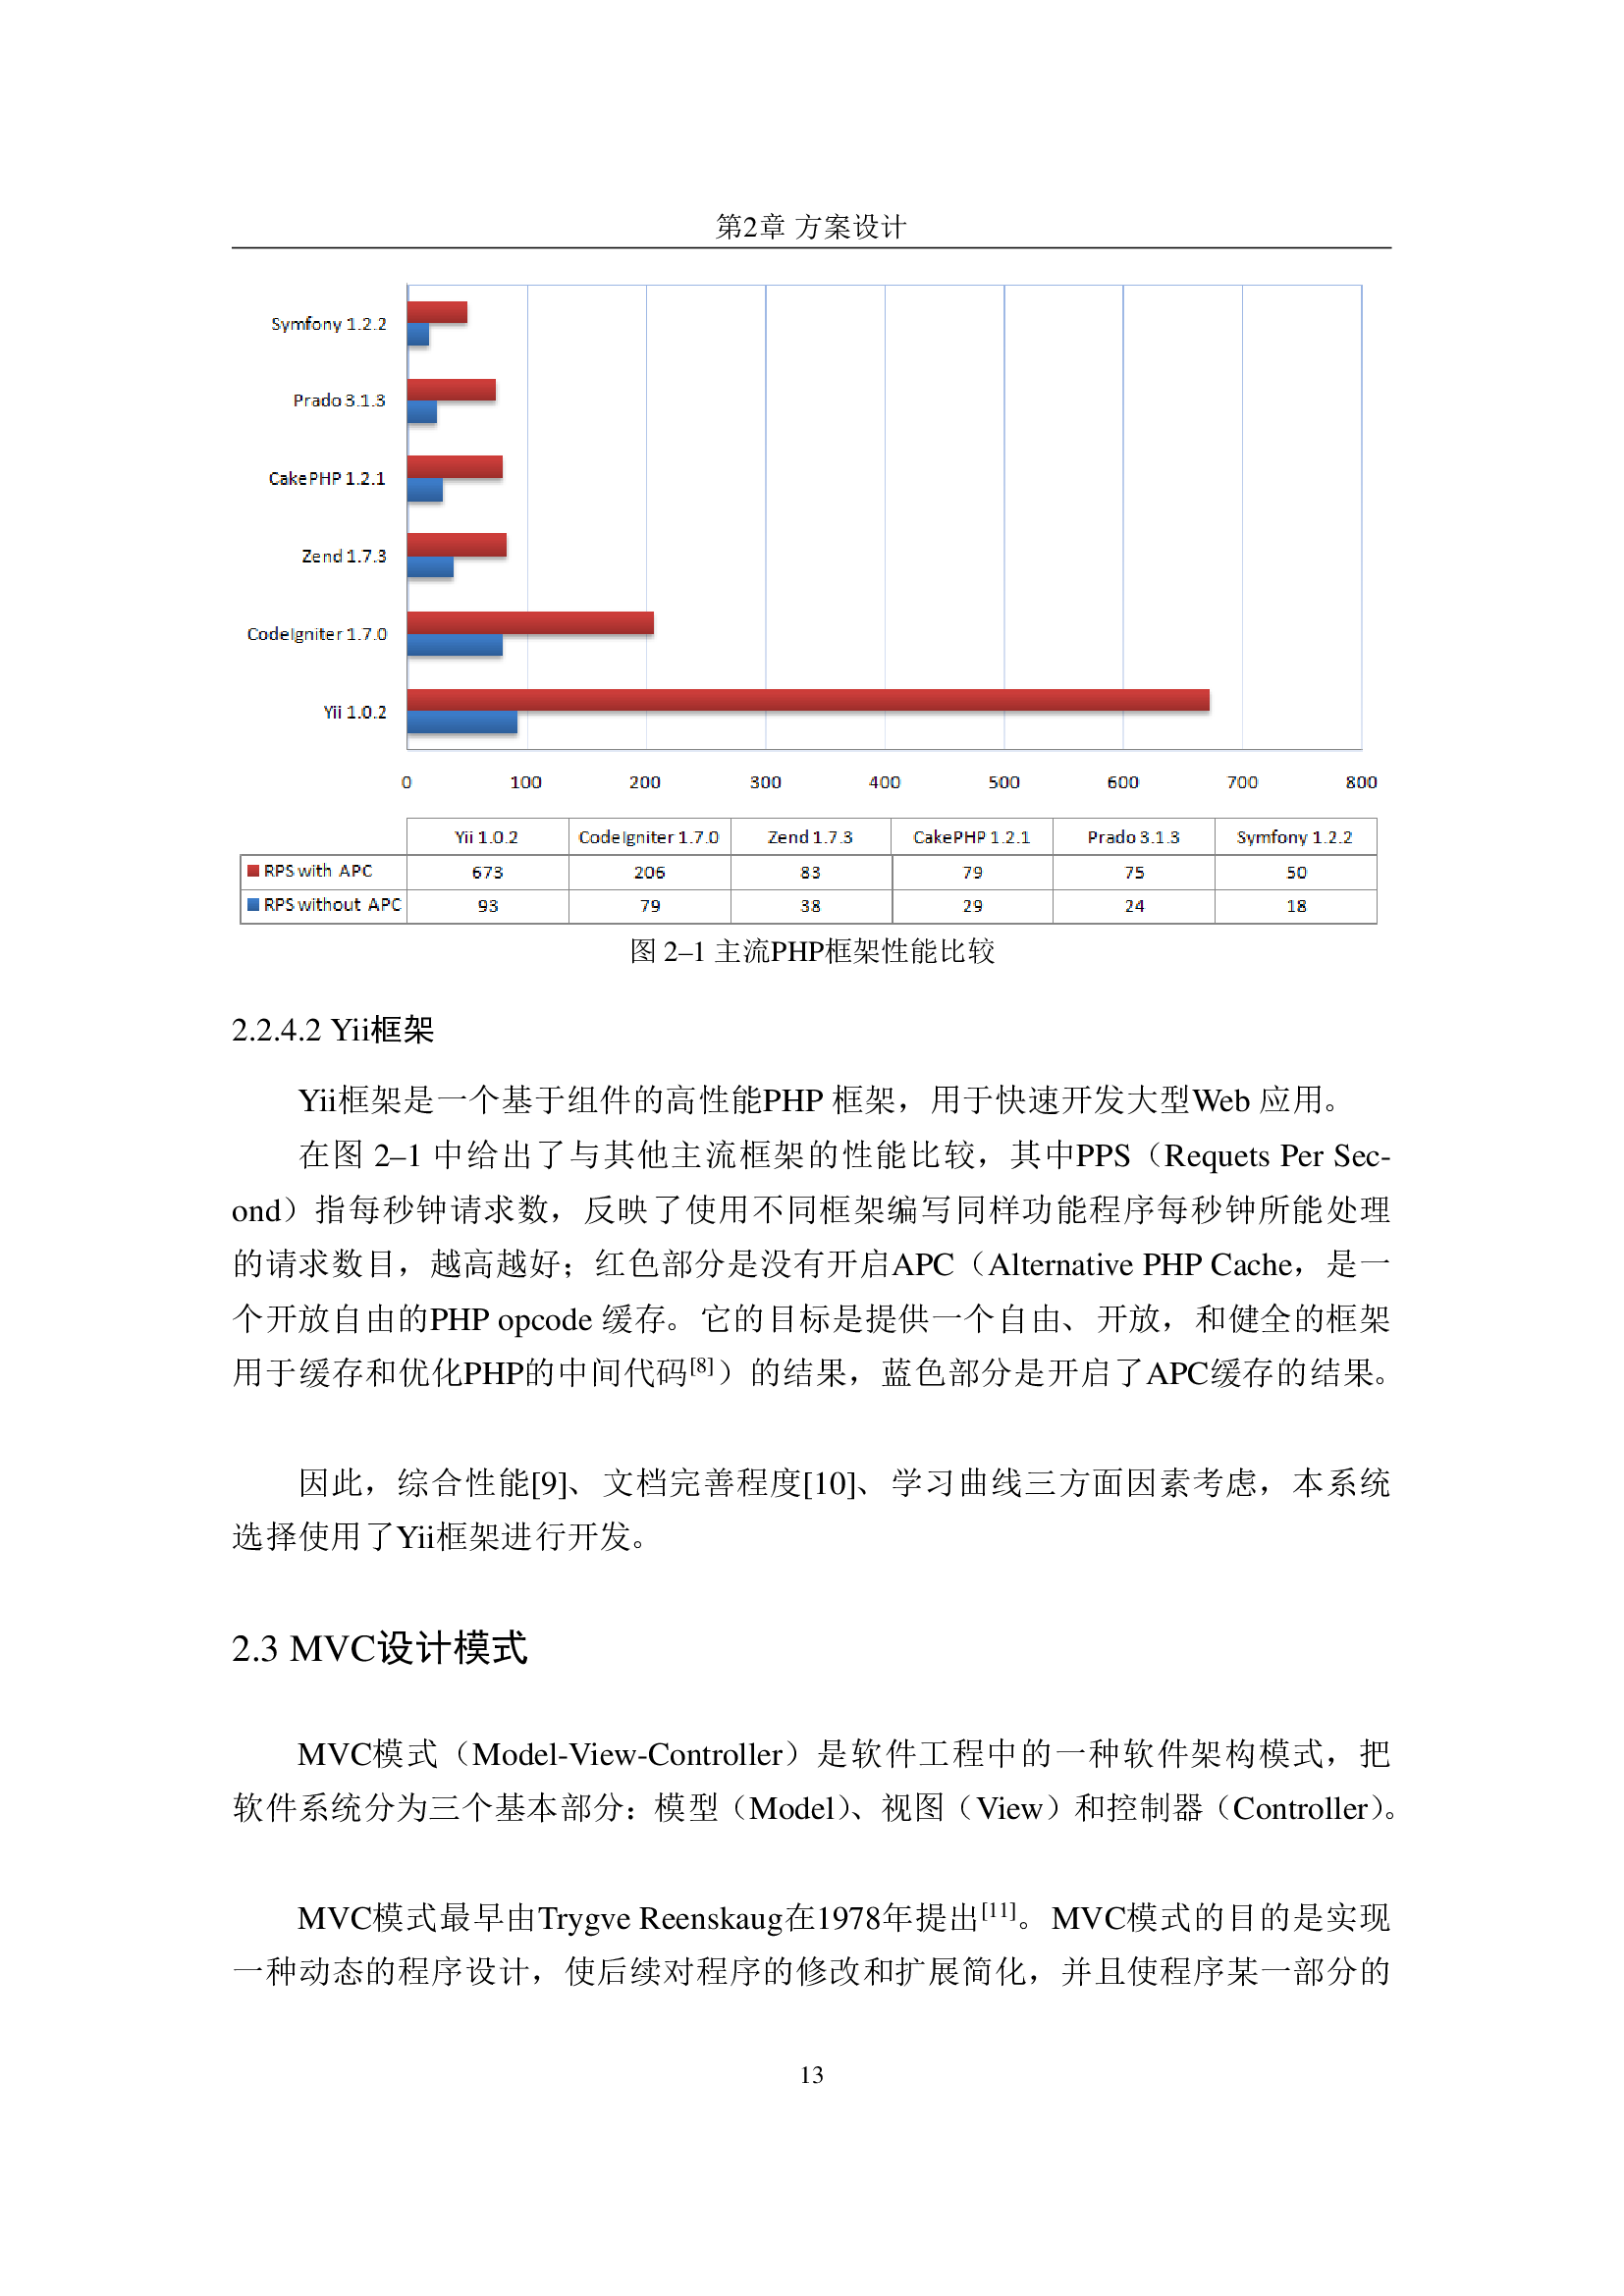 第2章 方案设计
Symfony 1.2.2
Prado 3.1.3
CakePHP 1.2.1
Zend 1.7.3
CodeIgniter 1.7.0
Yii 1.0.2
0 100 200 300 400 500 600 700 800
Yii 1.0.2 CodeIgniter 1.7.0 Zend 1.7.3 CakePHP 1.2.1 Prado 3.1.3 Symfony 1.2.2
RPS with APC 673 206 83 79 75 50
RPS without APC 93 79 38 29 24 18
图 2–1 主流PHP框架性能比较
2.2.4.2 Yii框架
Yii框架是一个基于组件的高性能PHP 框架，用于快速开发大型Web 应用。
在图 2–1 中给出了与其他主流框架的性能比较，其中PPS（Requets Per Sec-
ond）指每秒钟请求数，反映了使用不同框架编写同样功能程序每秒钟所能处理
的请求数目，越高越好；红色部分是没有开启APC（Alternative PHP Cache，是一
个开放自由的PHP opcode 缓存。它的目标是提供一个自由、开放，和健全的框架
用于缓存和优化PHP的中间代码[8]）的结果，蓝色部分是开启了APC缓存的结果。
因此，综合性能[9]、文档完善程度[10]、学习曲线三方面因素考虑，本系统
选择使用了Yii框架进行开发。
2.3 MVC设计模式
MVC模式（Model-View-Controller）是软件工程中的一种软件架构模式，把
软件系统分为三个基本部分：模型（Model）、视图（View）和控制器（Controller）。
MVC模式最早由Trygve Reenskaug在1978年提出[11]。MVC模式的目的是实现
一种动态的程序设计，使后续对程序的修改和扩展简化，并且使程序某一部分的
13